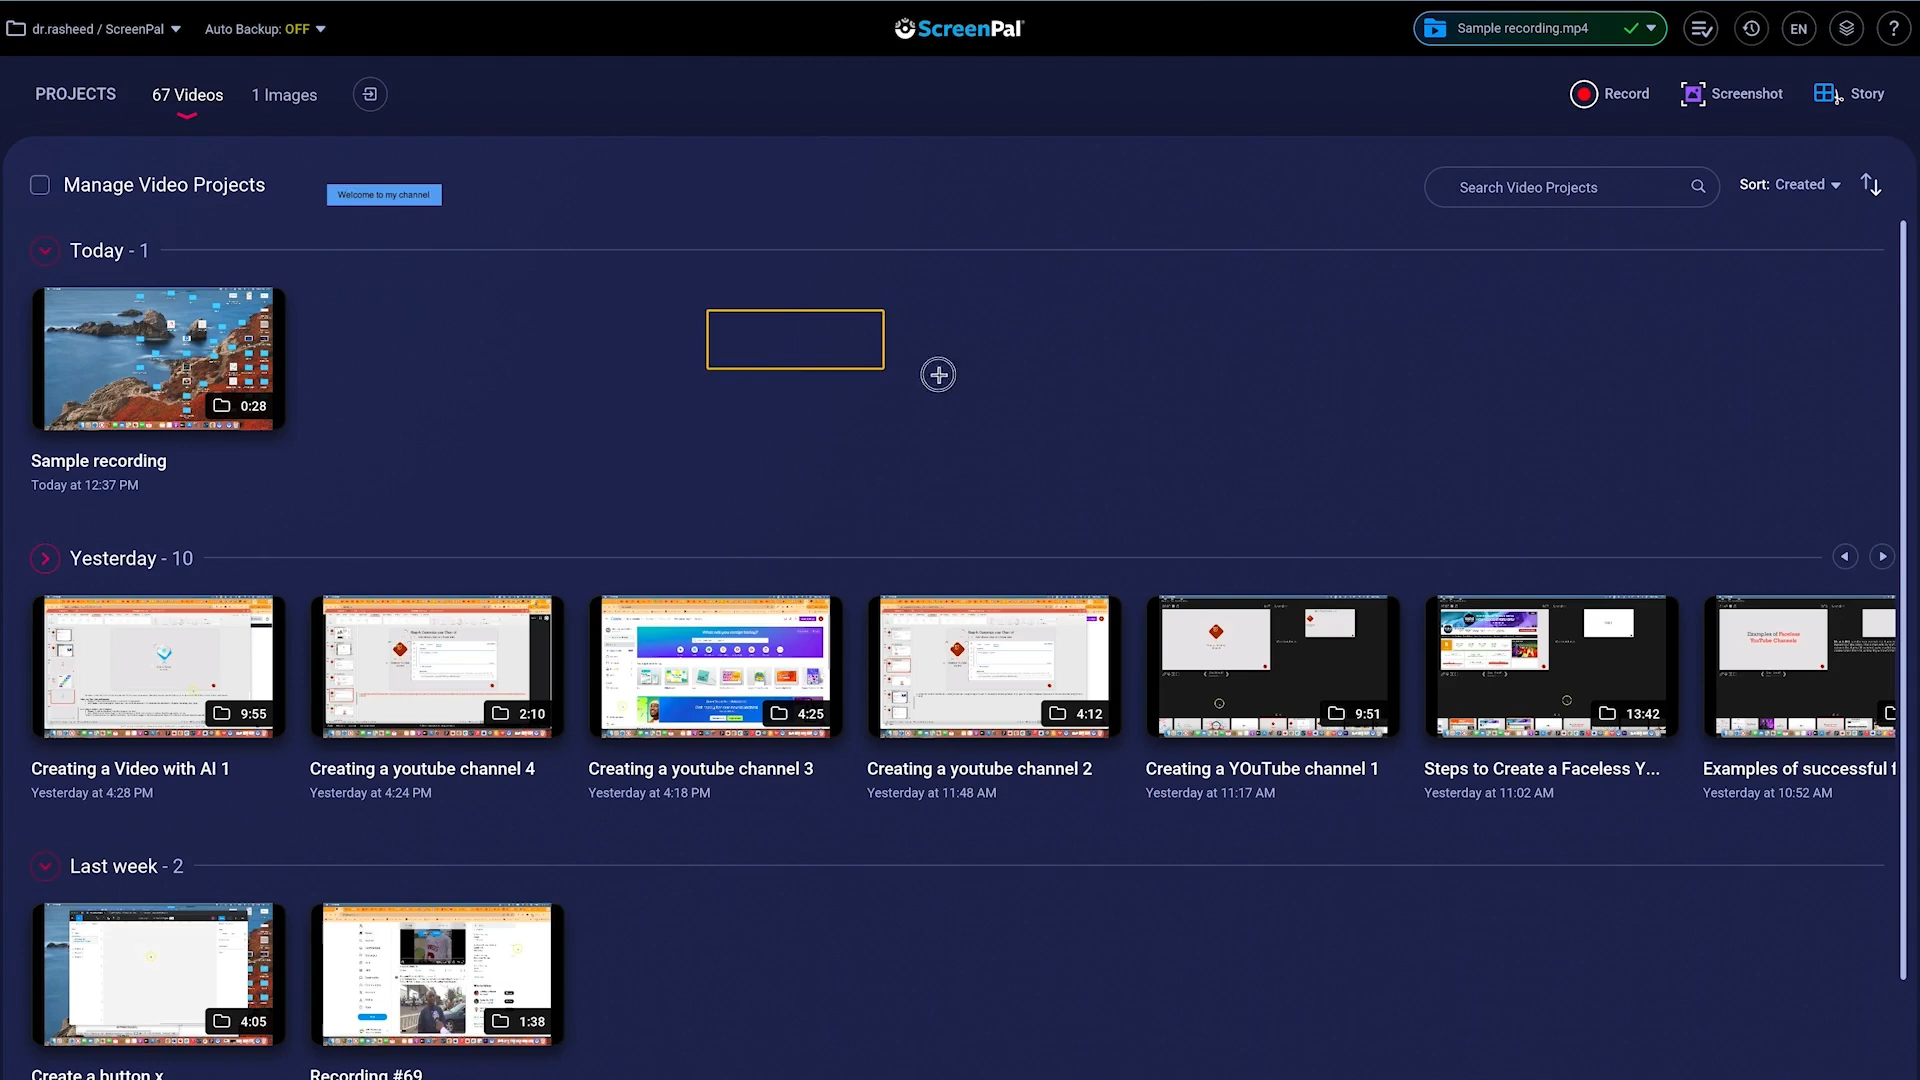 dr.rasheed / ScreenPal
Auto Backup: OFF
ScreenPal
Sample recording.mp4
EN
?
PROJECTS
67 Videos
1 Images
Record
Screenshot
Story
Manage Video Projects
Welcome to my channel
Search Video Projects
Sort: Created
Today - 1
0:28
Sample recording
Today at 12:37 PM
Yesterday - 10
9:55
2:10
4:25
4:12
9:51
13:42
Examples of Faceless
YouTube Channels
Creating a Video with AI 1
Yesterday at 4:28 PM
Creating a youtube channel 4
Yesterday at 4:24 PM
Creating a youtube channel 3
Yesterday at 4:18 PM
Creating a youtube channel 2
Yesterday at 11:48 AM
Creating a YOuTube channel 1
Yesterday at 11:17 AM
Steps to Create a Faceless Y...
Yesterday at 11:02 AM
Examples of successful
Yesterday at 10:52 AM
Last week - 2
4:05
1:38
Create a button x
Recording #69